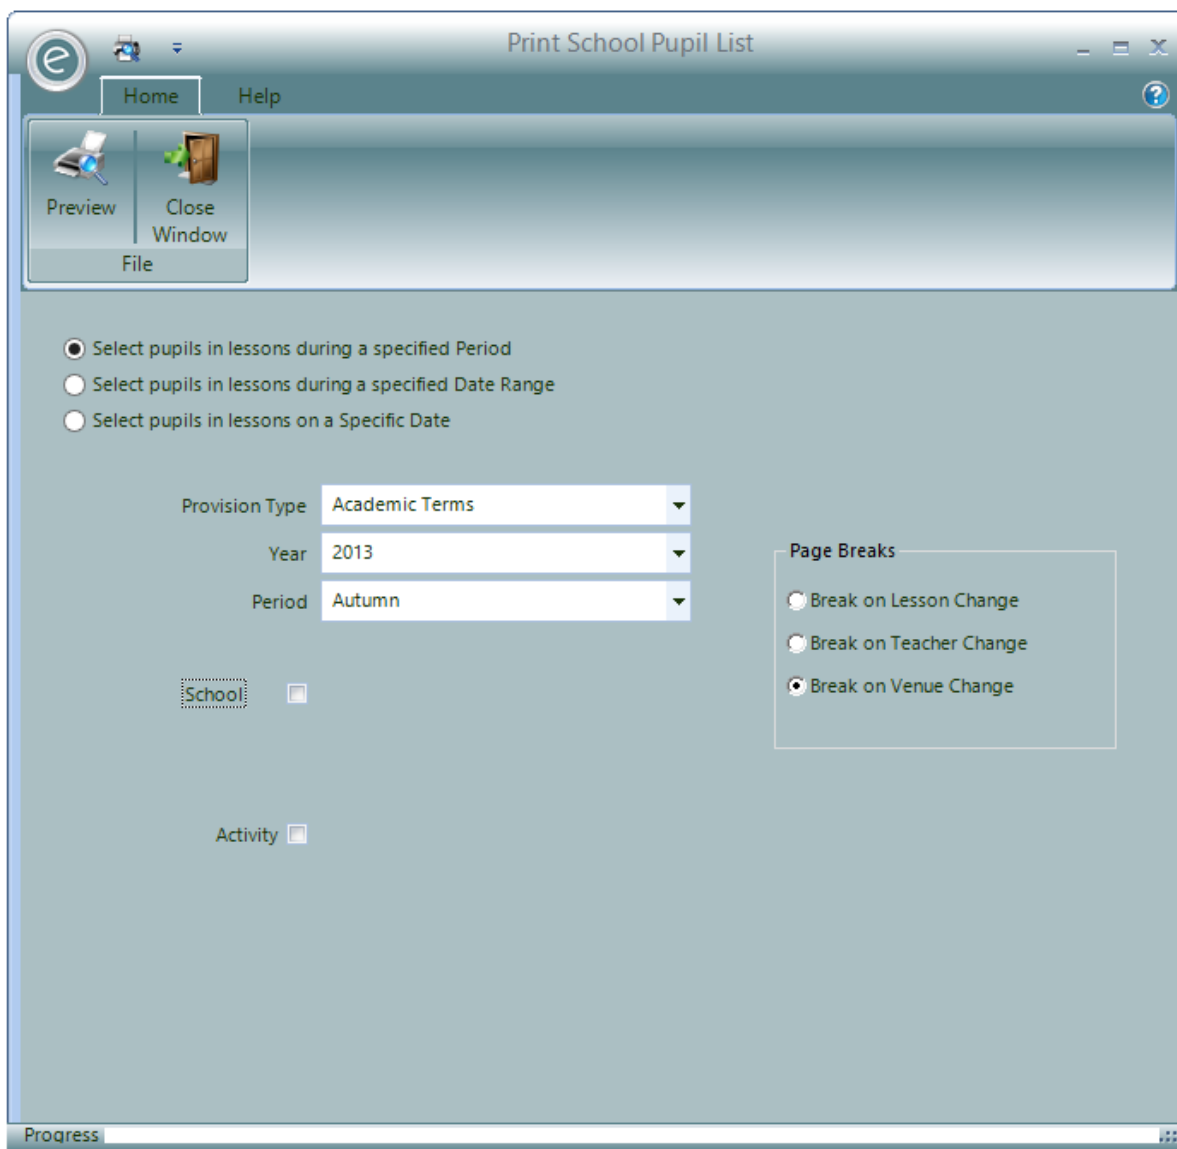 e
Print School Pupil List
Home
Help
Preview
Close
Window
File
Select pupils in lessons during a specified Period
Select pupils in lessons during a specified Date Range
Select pupils in lessons on a Specific Date
Provision Type
Academic Terms
Year
2013
Period
Autumn
School
Activity
Page Breaks
Break on Lesson Change
Break on Teacher Change
Break on Venue Change
Progress